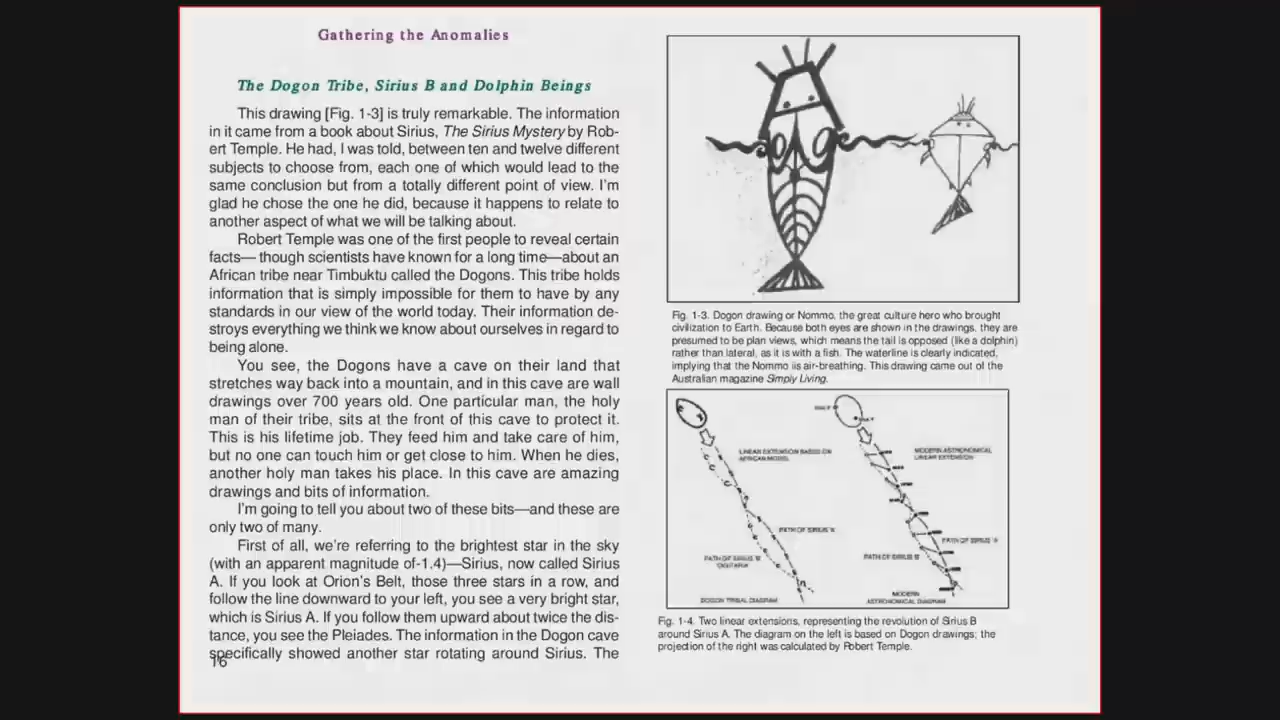 Gathering the Anomalies
The Dogon Tribe, Sirius B and Dolphin Beings
This drawing [Fig. 1-3] is truly remarkable. The information
in it came from a book about Sirius, The Sirius Mystery by Rob-
ert Temple. He had, I was told, between ten and twelve different
subjects to choose from, each one of which would lead to the
same conclusion but from a totally different point of view. I'm
glad he chose the one he did, because it happens to relate to
another aspect of what we will be talking about.
Robert Temple was one of the first people to reveal certain
facts— though scientists have known for a long time—about an
African tribe near Timbuktu called the Dogons. This tribe holds
information that is simply impossible for them to have by any
standards in our view of the world today. Their information de-
stroys everything we think we know about ourselves in regard to
being alone.
You see, the Dogons have a cave on their land that
stretches way back into a mountain, and in this cave are wall
drawings over 700 years old. One particular man, the holy
man of their tribe, sits at the front of this cave to protect it.
This is his lifetime job. They feed him and take care of him,
but no one can touch him or get close to him. When he dies,
another holy man takes his place. In this cave are amazing
drawings and bits of information.
I'm going to tell you about two of these bits—and these are
only two of many.
First of all, we're referring to the brightest star in the sky
(with an apparent magnitude of-1.4)—Sirius, now called Sirius
A. If you look at Orion's Belt, those three stars in a row, and
follow the line downward to your left, you see a very bright star,
which is Sirius A. If you follow them upward about twice the dis-
tance, you see the Pleiades. The information in the Dogon cave
specifically showed another star rotating around Sirius. The
16
Fig. 1-3. Dogon drawing or Nommo, the great culture hero who brought
civilization to Earth. Because both eyes are shown in the drawings, they are
presumed to be plan views, which means the tail is opposed (like a dolphin)
rather than lateral, as it is with a fish. The waterline is clearly indicated,
implying that the Nommo iis air-breathing. This drawing came out of the
Australian magazine Simply Living.
LINEAR EXTENSION BASED ON
AFRICAN MODEL
MODERN ASTRONOMICAL
LINEAR EXTENSION
PATH OF SIRIUS 'A'
PATH OF SIRIUS 'A'
PATH OF SIRIUS 'B'
'DIGITARIA'
PATH OF SIRIUS 'B'
DOGON TRIBAL DIAGRAM
MODERN
ASTRONOMICAL DIAGRAM
Fig. 1-4. Two linear extensions, representing the revolution of Sirius B
around Sirius A. The diagram on the left is based on Dogon drawings; the
projection of the right was calculated by Robert Temple.